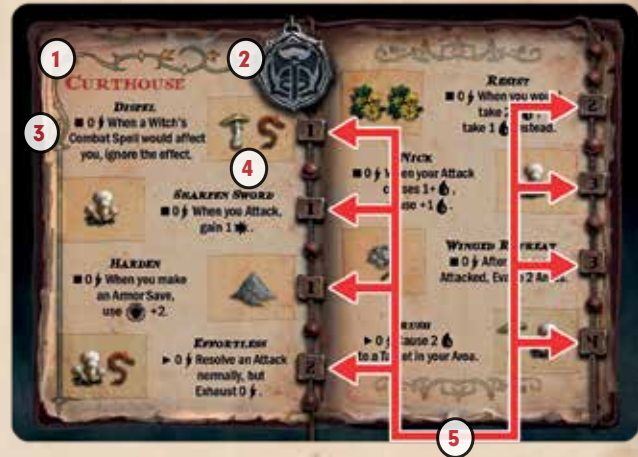 1
2
CURTHOUSE
3
DISPEL
■ 0 When a Witch's
Combat Spell would affect
you, ignore the effect.
1
4
SHARPEN SWORD
■ 0 When you Attack,
gain 1
1
HARDEN
■ 0 When you make
an Armor Save,
use +2.
1
EFFORTLESS
► 0 Resolve an Attack
normally, but
Exhaust 0
2
RESIST
■ 0 When you
take 2
take 1 instead.
2
NICK
■ 0 When your Attack
causes 1+
+1
3
WINGED RETREAT
■ 0 After
Attacked, Evade 2
3
► 0 Cause 2
to a Target in your Area.
4
5